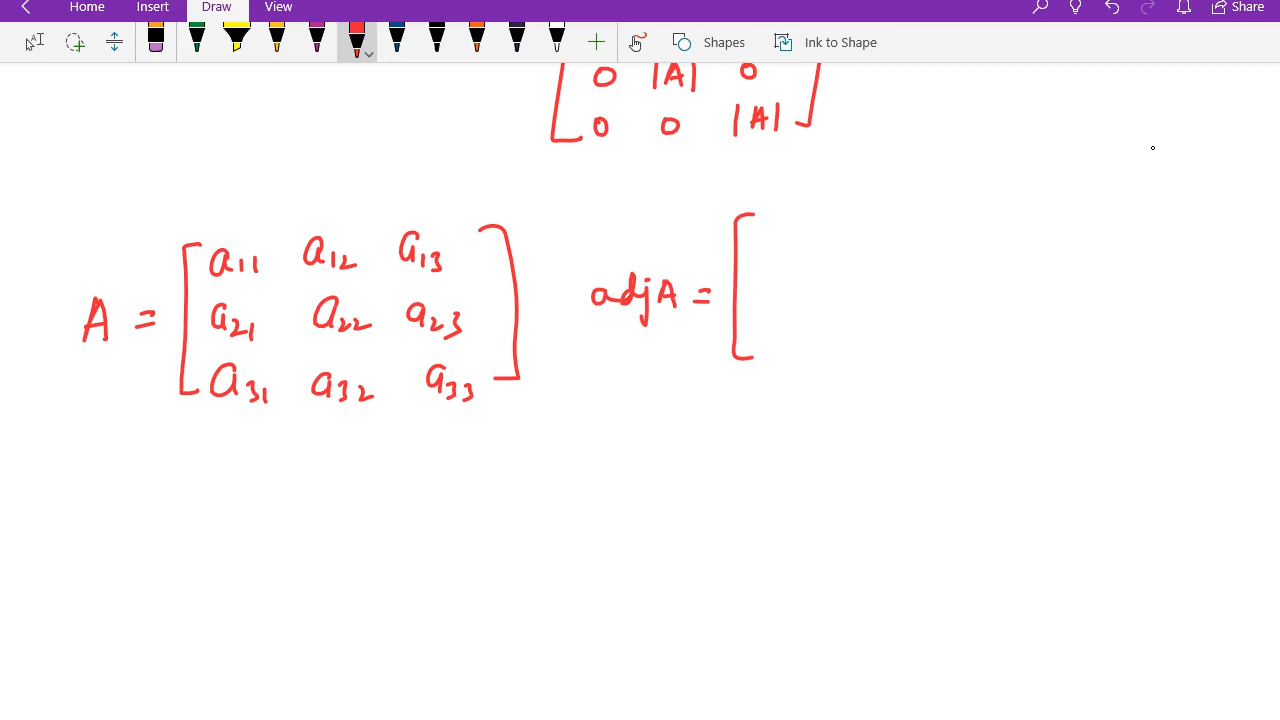 Home Insert Draw View Share
Shapes Ink to Shape
0 |A| 0
0 0 |A|
A = [ a11 a12 a13
a21 a22 a23
a31 a32 a33 ]
adjA = [